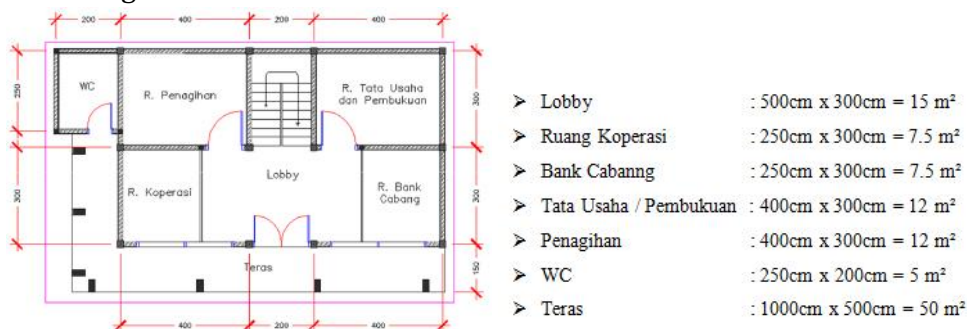 200 400 200 400
250
300
300
300
150
WC
R. Penagihan
R. Tata Usaha
dan Pembukuan
R. Koperasi
Lobby
R. Bank
Cabang
Teras
400 200 400
➤ Lobby : 500cm x 300cm = 15 m²
➤ Ruang Koperasi : 250cm x 300cm = 7.5 m²
➤ Bank Cabanng : 250cm x 300cm = 7.5 m²
➤ Tata Usaha / Pembukuan : 400cm x 300cm = 12 m²
➤ Penagihan : 400cm x 300cm = 12 m²
➤ WC : 250cm x 200cm = 5 m²
➤ Teras : 1000cm x 500cm = 50 m²